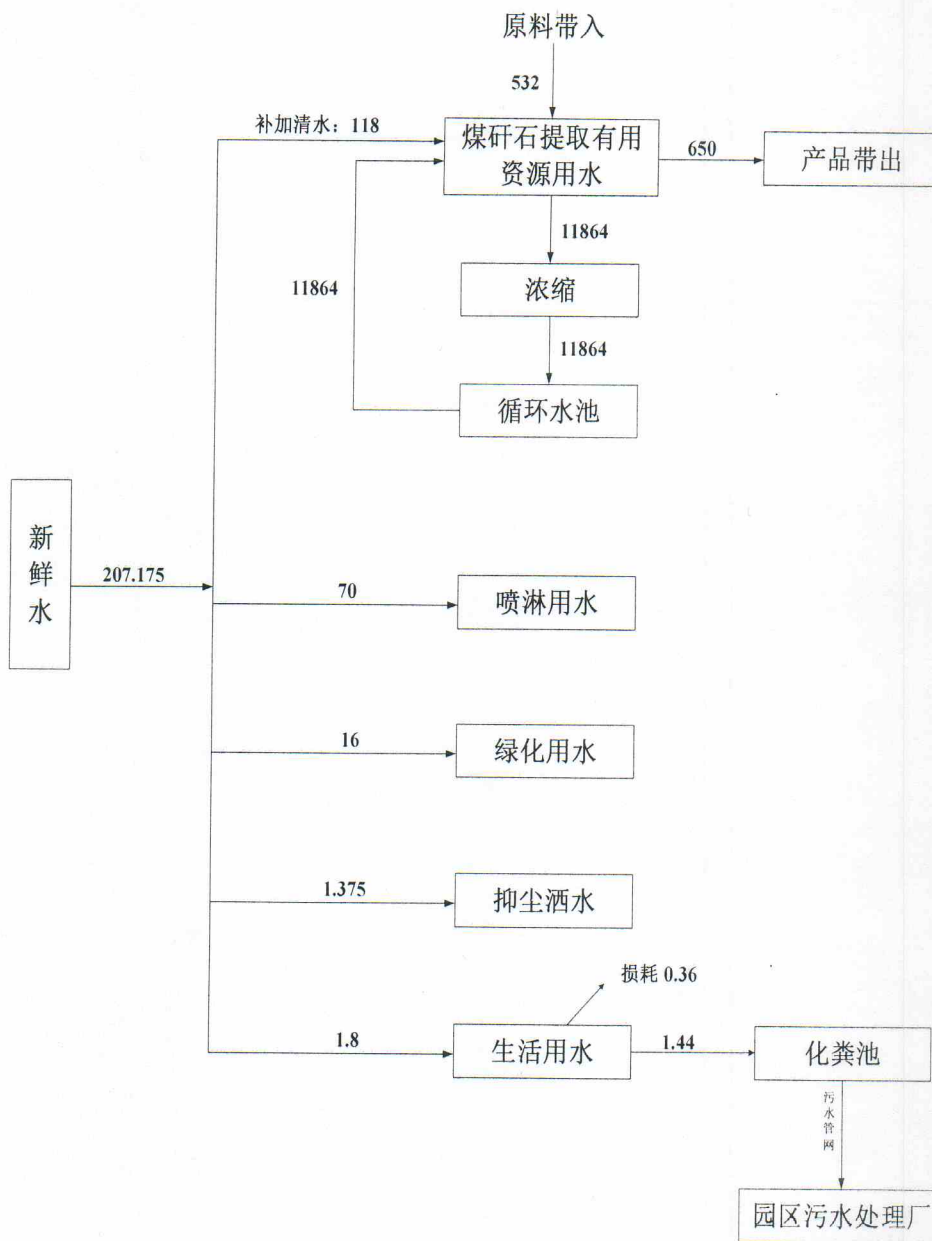 原料带入
532
补加清水：118
煤矸石提取有用
资源用水
650
产品带出
11864
11864
浓缩
11864
循环水池
新鲜水
207.175
70
喷淋用水
16
绿化用水
1.375
抑尘洒水
损耗 0.36
1.8
生活用水
1.44
化粪池
污水管网
园区污水处理厂